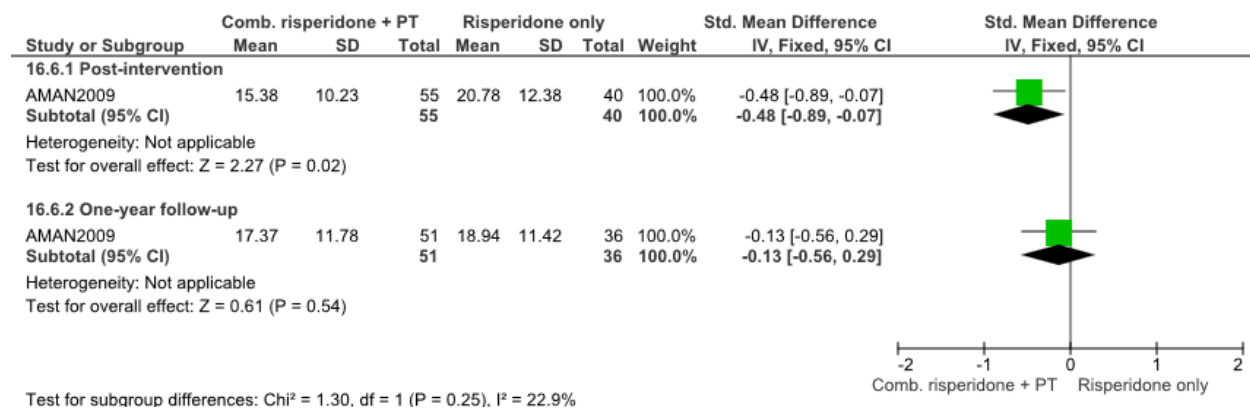 Comb. risperidone + PT Risperidone only Std. Mean Difference Std. Mean Difference
Study or Subgroup Mean SD Total Mean SD Total Weight IV, Fixed, 95% CI IV, Fixed, 95% CI
16.6.1 Post-intervention
AMAN2009 15.38 10.23 55 20.78 12.38 40 100.0% -0.48 [-0.89, -0.07]
Subtotal (95% CI) 55 40 100.0% -0.48 [-0.89, -0.07]
Heterogeneity: Not applicable
Test for overall effect: Z = 2.27 (P = 0.02)
16.6.2 One-year follow-up
AMAN2009 17.37 11.78 51 18.94 11.42 36 100.0% -0.13 [-0.56, 0.29]
Subtotal (95% CI) 51 36 100.0% -0.13 [-0.56, 0.29]
Heterogeneity: Not applicable
Test for overall effect: Z = 0.61 (P = 0.54)
-2 -1 0 1 2
Comb. risperidone + PT Risperidone only
Test for subgroup differences: Chi² = 1.30, df = 1 (P = 0.25), I² = 22.9%